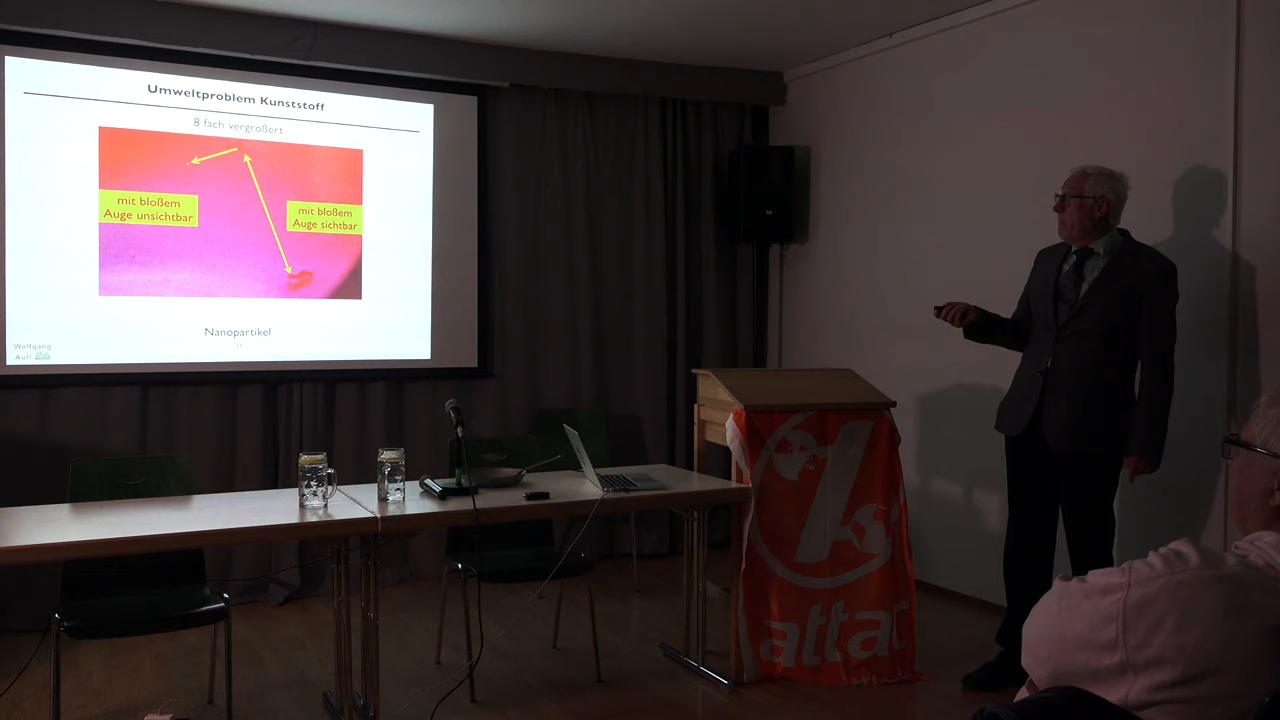 Umweltproblem Kunststoff
8 fach vergrößert
mit bloßem
Auge unsichtbar
mit bloßem
Auge sichtbar
Nanopartikel
Wolfgang
Aull
attac